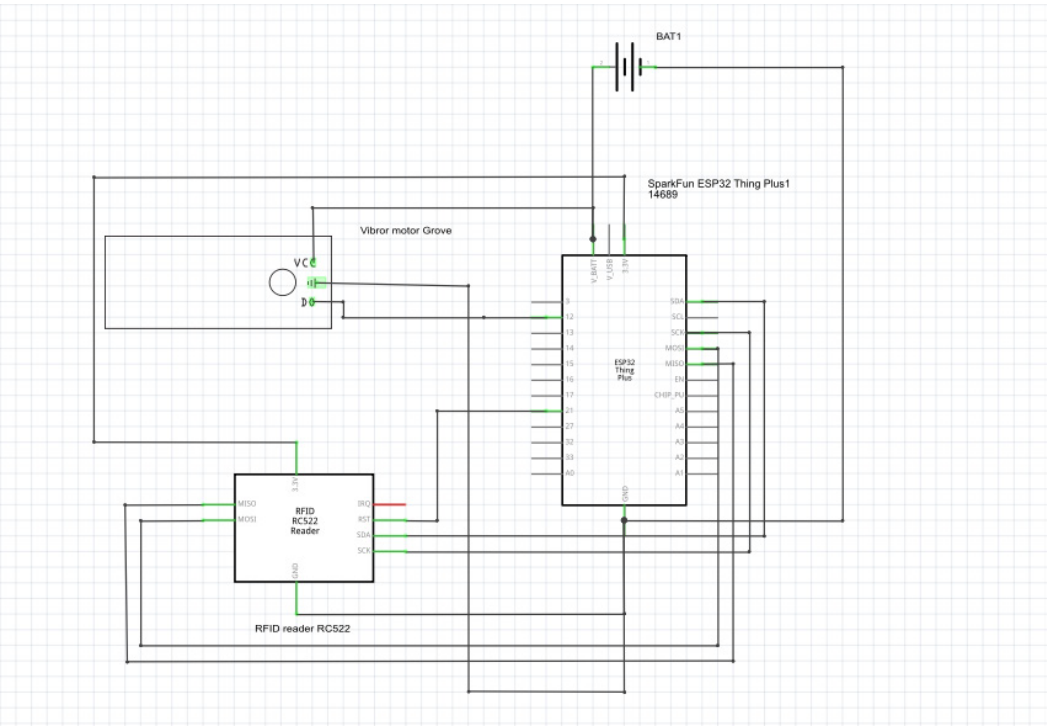 BAT1
2
1
SparkFun ESP32 Thing Plus1
14689
Vibror motor Grove
VCC
D0
V_BATT
V_USB
3.3V
3
12
13
14
15
16
17
21
27
32
33
A0
ESP32
Thing
Plus
SDA
SCL
SCK
MOSI
MISO
EN
CHIP_PU
A5
A4
A3
A2
A1
GND
3.3V
MISO
MOSI
RFID
RC522
Reader
IRQ
RST
SDA
SCK
GND
RFID reader RC522